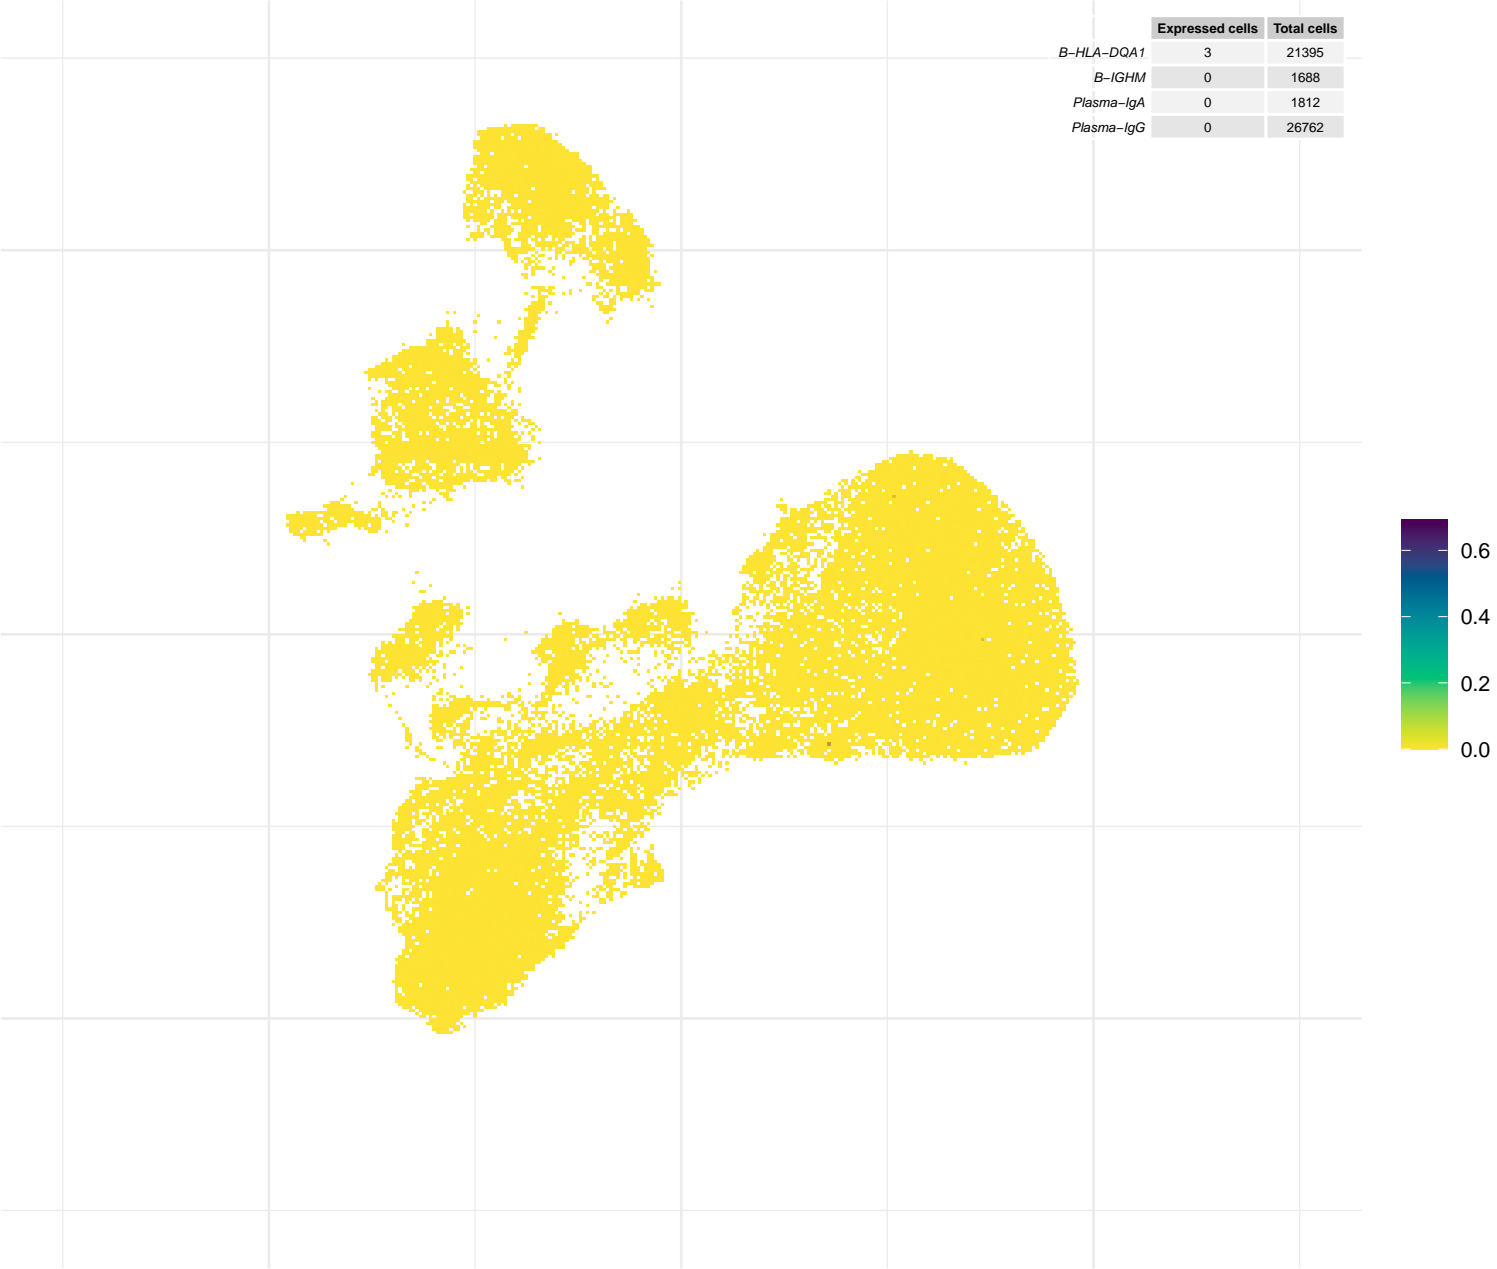 Expressed cells Total cells
B−HLA−DQA1 3 21395
B−IGHM 0 1688
Plasma−IgA 0 1812
Plasma−IgG 0 26762
0.6
0.4
0.2
0.0